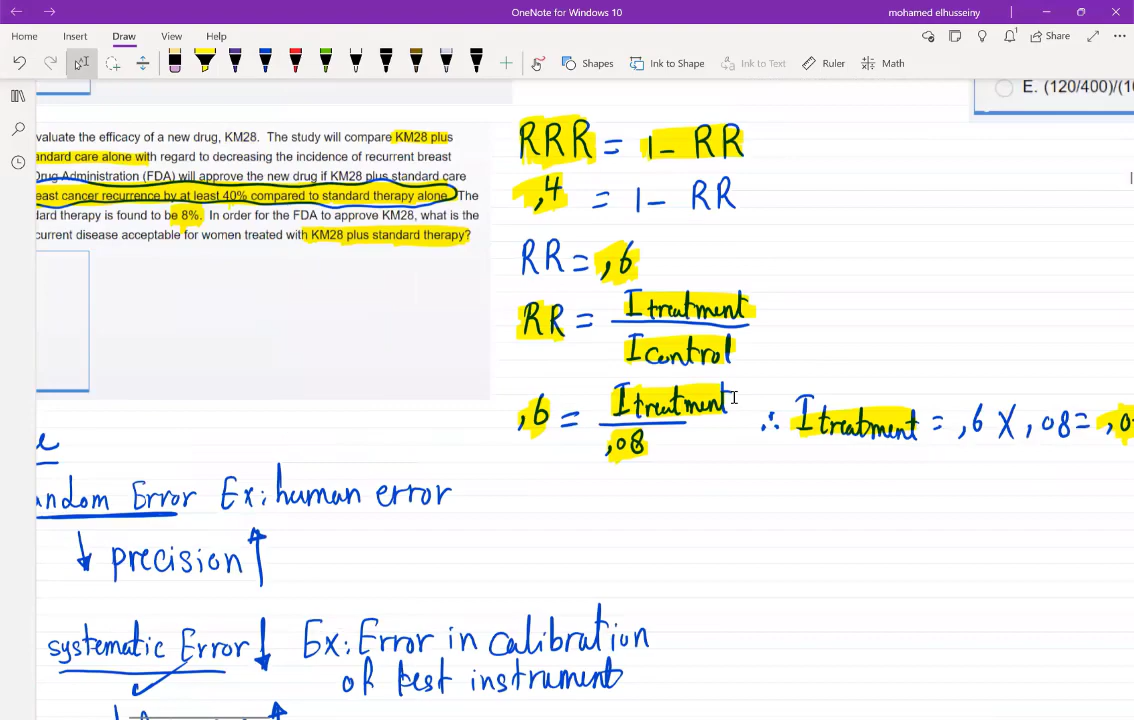 OneNote for Windows 10
mohamed elhusseiny
Home Insert Draw View Help
Share
Shapes
Ink to Shape
Ink to Text
Ruler
Math
E. (120/400)/(10
valuate the efficacy of a new drug, KM28. The study will compare KM28 plus
andard care alone with regard to decreasing the incidence of recurrent breast
Drug Administration (FDA) will approve the new drug if KM28 plus standard care
east cancer recurrence by at least 40% compared to standard therapy alone. The
dard therapy is found to be 8%. In order for the FDA to approve KM28, what is the
current disease acceptable for women treated with KM28 plus standard therapy?
RRR = 1 - RR
,4 = 1 - RR
RR = ,6
RR = I treatment
I control
,6 = I treatment
,08
∴ I treatment = ,6 X ,08 = ,0
e
andom Error Ex: human error
↓ precision ↑
systematic Error ↓ Ex: Error in calibration
of test instrument